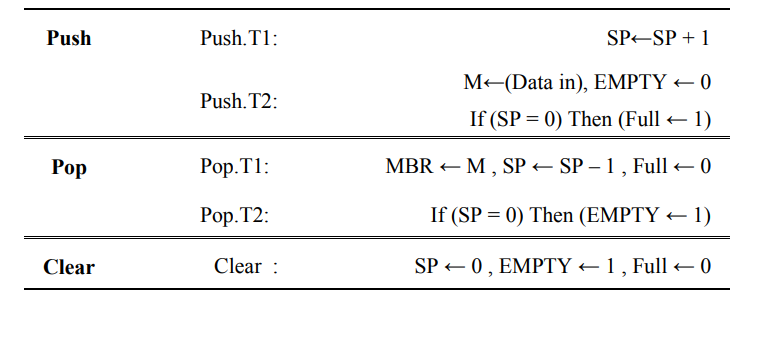 Push Push.T1: SP←SP + 1
M←(Data in), EMPTY ← 0
Push.T2:
If (SP = 0) Then (Full ← 1)
Pop Pop.T1: MBR ← M , SP ← SP – 1 , Full ← 0
Pop.T2: If (SP = 0) Then (EMPTY ← 1)
Clear Clear : SP ← 0 , EMPTY ← 1 , Full ← 0